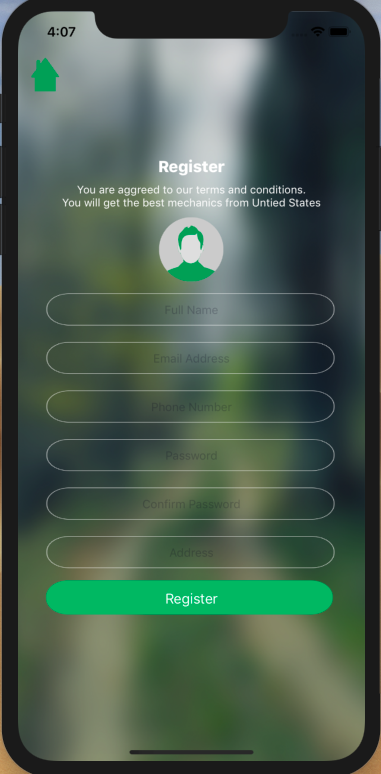 4:07
Register
You are aggreed to our terms and conditions.
You will get the best mechanics from Untied States
Full Name
Email Address
Phone Number
Password
Confirm Password
Address
Register